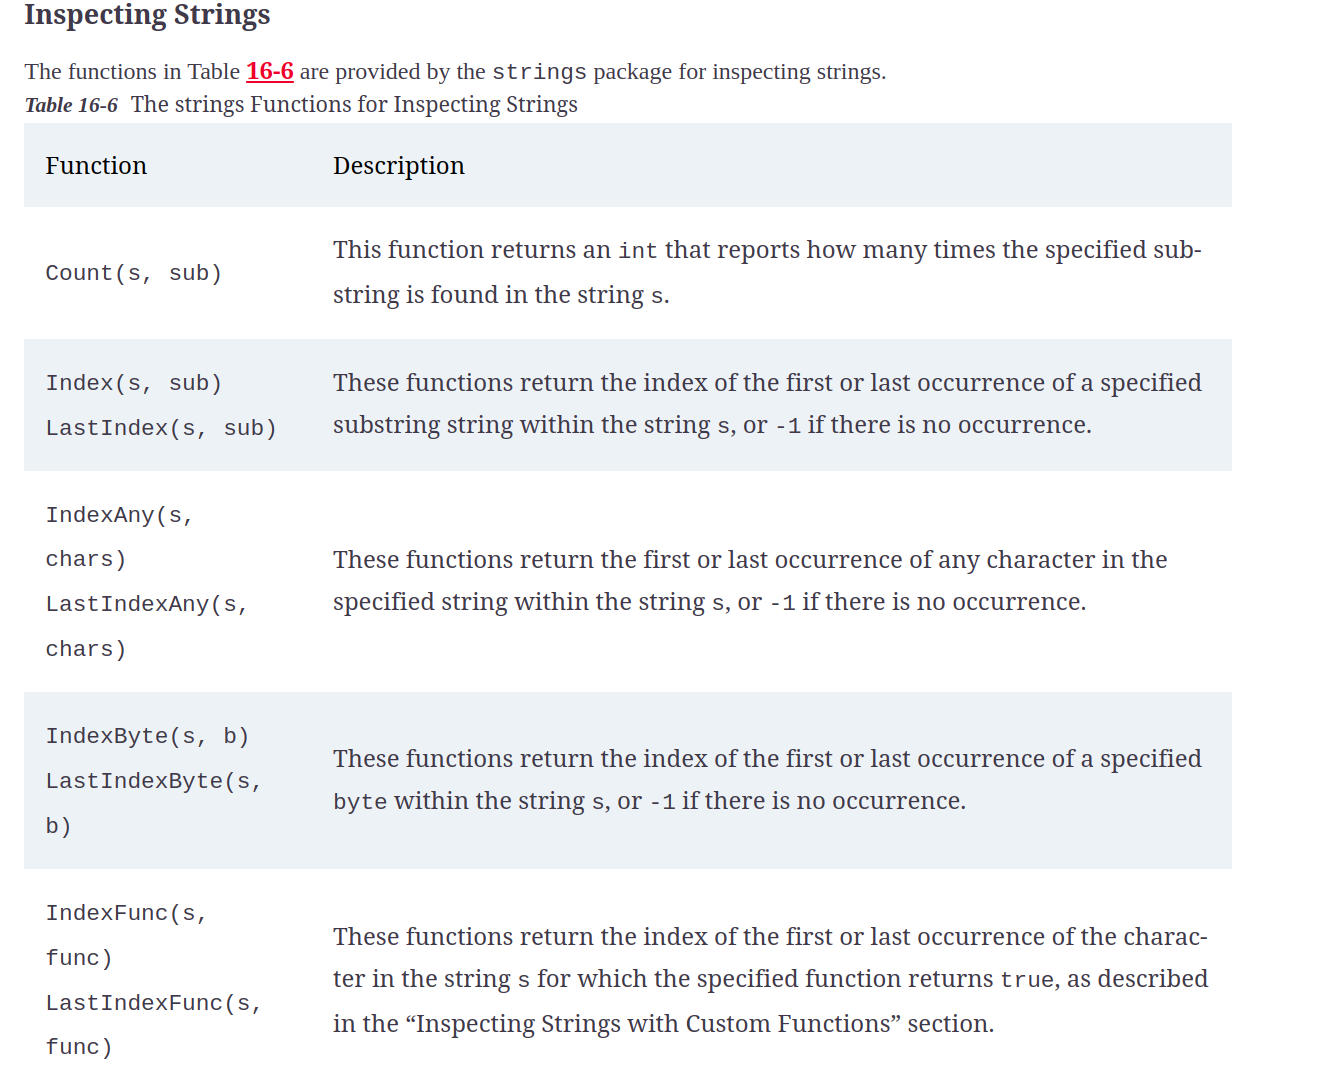 Inspecting Strings
The functions in Table 16-6 are provided by the strings package for inspecting strings.
Table 16-6 The strings Functions for Inspecting Strings
Function Description
Count(s, sub)
This function returns an int that reports how many times the specified sub-
string is found in the string s.
Index(s, sub)
LastIndex(s, sub)
These functions return the index of the first or last occurrence of a specified
substring string within the string s, or -1 if there is no occurrence.
IndexAny(s,
chars)
LastIndexAny(s,
chars)
These functions return the first or last occurrence of any character in the
specified string within the string s, or -1 if there is no occurrence.
IndexByte(s, b)
LastIndexByte(s,
b)
These functions return the index of the first or last occurrence of a specified
byte within the string s, or -1 if there is no occurrence.
IndexFunc(s,
func)
LastIndexFunc(s,
func)
These functions return the index of the first or last occurrence of the charac-
ter in the string s for which the specified function returns true, as described
in the “Inspecting Strings with Custom Functions” section.